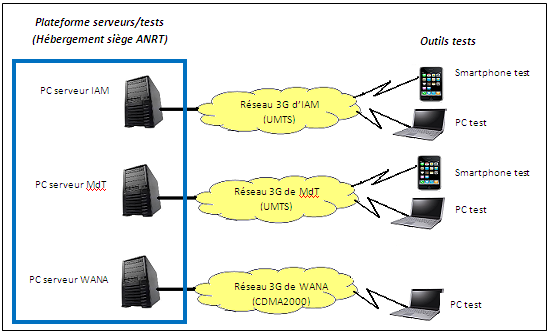 Plateforme serveurs/tests
(Hébergement siège ANRT)
Outils tests
PC serveur IAM
Réseau 3G d'IAM
(UMTS)
Smartphone test
PC test
PC serveur MdT
Réseau 3G de MdT
(UMTS)
Smartphone test
PC test
PC serveur WANA
Réseau 3G de WANA
(CDMA2000)
PC test